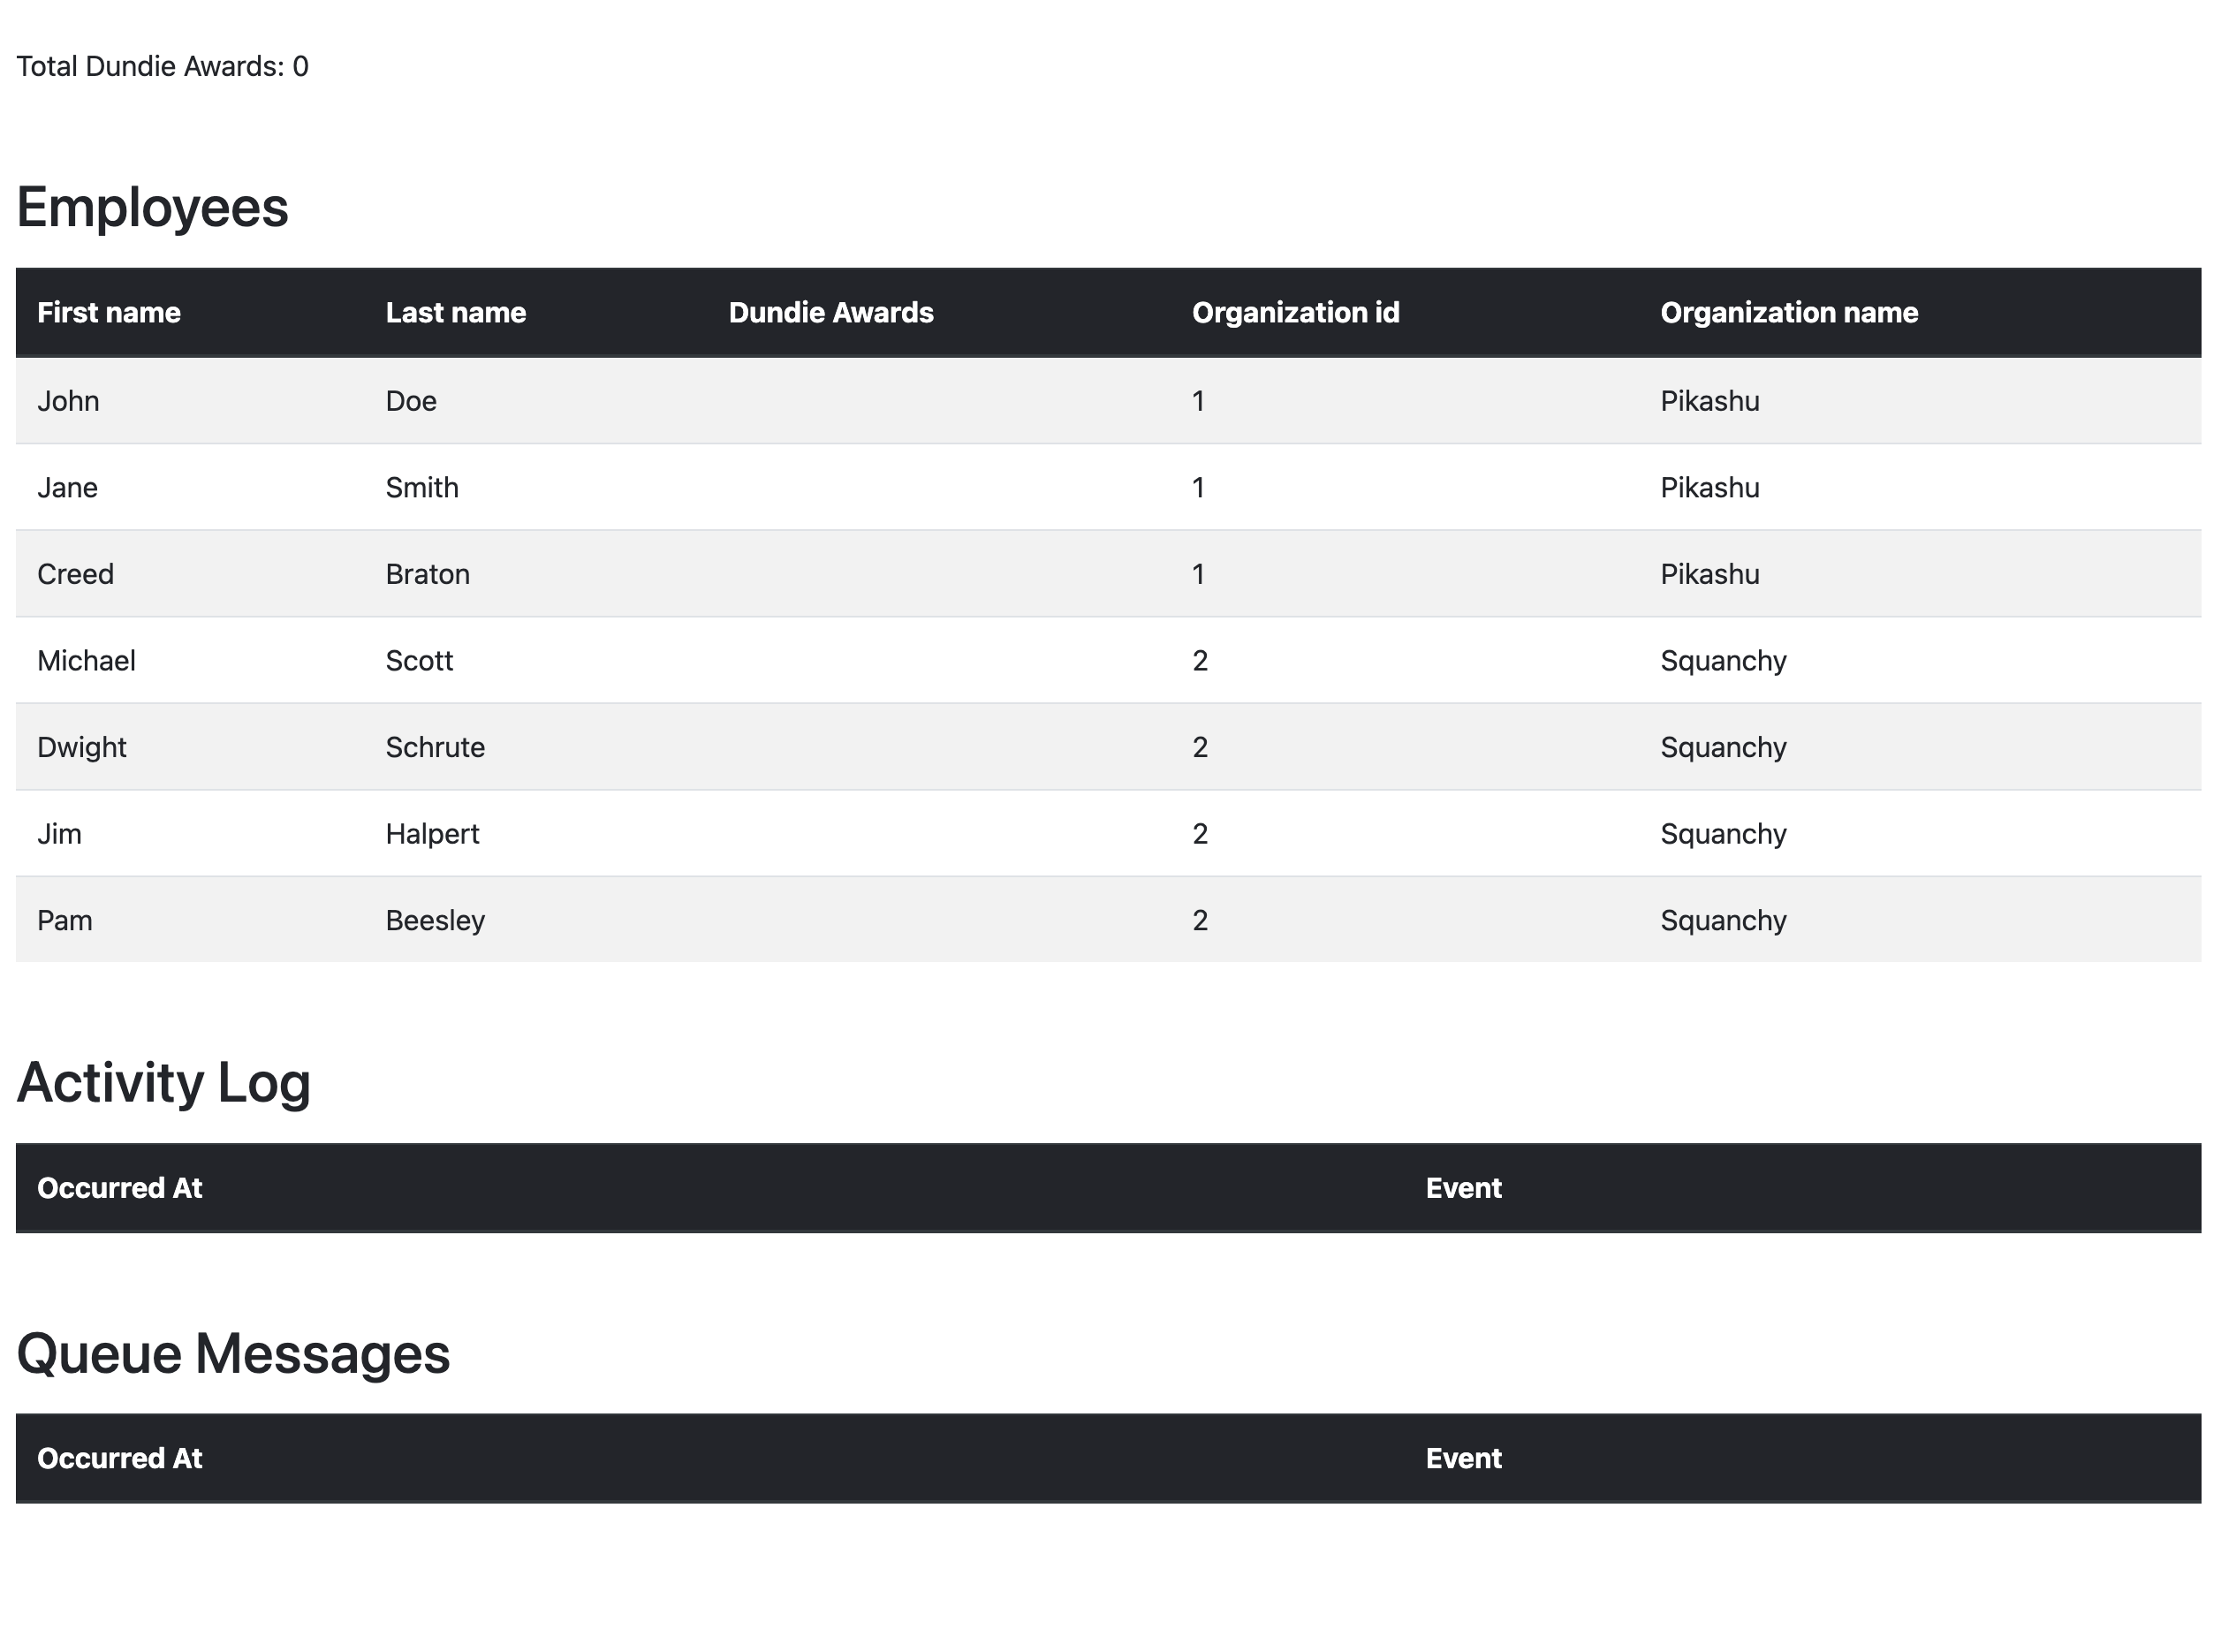 Total Dundie Awards: 0
Employees
First name Last name Dundie Awards Organization id Organization name
John Doe 1 Pikashu
Jane Smith 1 Pikashu
Creed Braton 1 Pikashu
Michael Scott 2 Squanchy
Dwight Schrute 2 Squanchy
Jim Halpert 2 Squanchy
Pam Beesley 2 Squanchy
Activity Log
Occurred At Event
Queue Messages
Occurred At Event